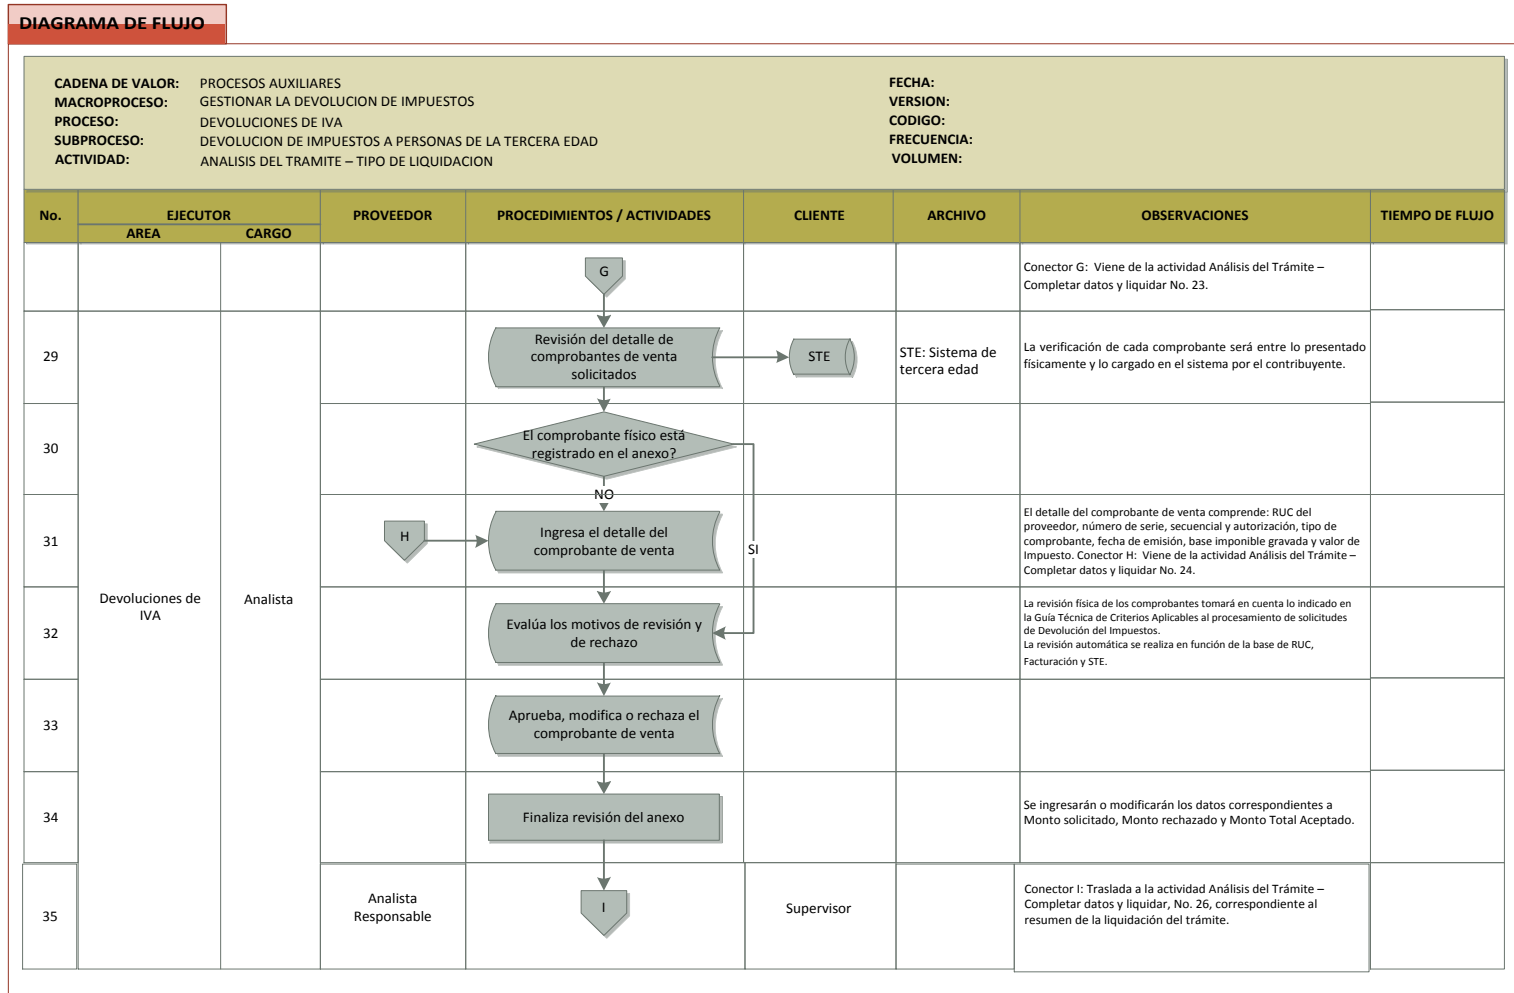 DIAGRAMA DE FLUJO
CADENA DE VALOR: PROCESOS AUXILIARES
MACROPROCESO: GESTIONAR LA DEVOLUCION DE IMPUESTOS
PROCESO: DEVOLUCIONES DE IVA
SUBPROCESO: DEVOLUCION DE IMPUESTOS A PERSONAS DE LA TERCERA EDAD
ACTIVIDAD: ANALISIS DEL TRAMITE – TIPO DE LIQUIDACION
FECHA:
VERSION:
CODIGO:
FRECUENCIA:
VOLUMEN:
No.
EJECUTOR
AREA
CARGO
PROVEEDOR
PROCEDIMIENTOS / ACTIVIDADES
CLIENTE
ARCHIVO
OBSERVACIONES
TIEMPO DE FLUJO
G
Conector G: Viene de la actividad Análisis del Trámite –
Completar datos y liquidar No. 23.
29
Revisión del detalle de
comprobantes de venta
solicitados
STE
STE: Sistema de
tercera edad
La verificación de cada comprobante será entre lo presentado
físicamente y lo cargado en el sistema por el contribuyente.
30
El comprobante físico está
registrado en el anexo?
NO
31
H
Ingresa el detalle del
comprobante de venta
SI
El detalle del comprobante de venta comprende: RUC del
proveedor, número de serie, secuencial y autorización, tipo de
comprobante, fecha de emisión, base imponible gravada y valor de
Impuesto. Conector H: Viene de la actividad Análisis del Trámite –
Completar datos y liquidar No. 24.
Devoluciones de
IVA
Analista
32
Evalúa los motivos de revisión y
de rechazo
La revisión física de los comprobantes tomará en cuenta lo indicado en
la Guía Técnica de Criterios Aplicables al procesamiento de solicitudes
de Devolución del Impuestos.
La revisión automática se realiza en función de la base de RUC,
Facturación y STE.
33
Aprueba, modifica o rechaza el
comprobante de venta
34
Finaliza revisión del anexo
Se ingresarán o modificarán los datos correspondientes a
Monto solicitado, Monto rechazado y Monto Total Aceptado.
35
Analista
Responsable
I
Supervisor
Conector I: Traslada a la actividad Análisis del Trámite –
Completar datos y liquidar, No. 26, correspondiente al
resumen de la liquidación del trámite.